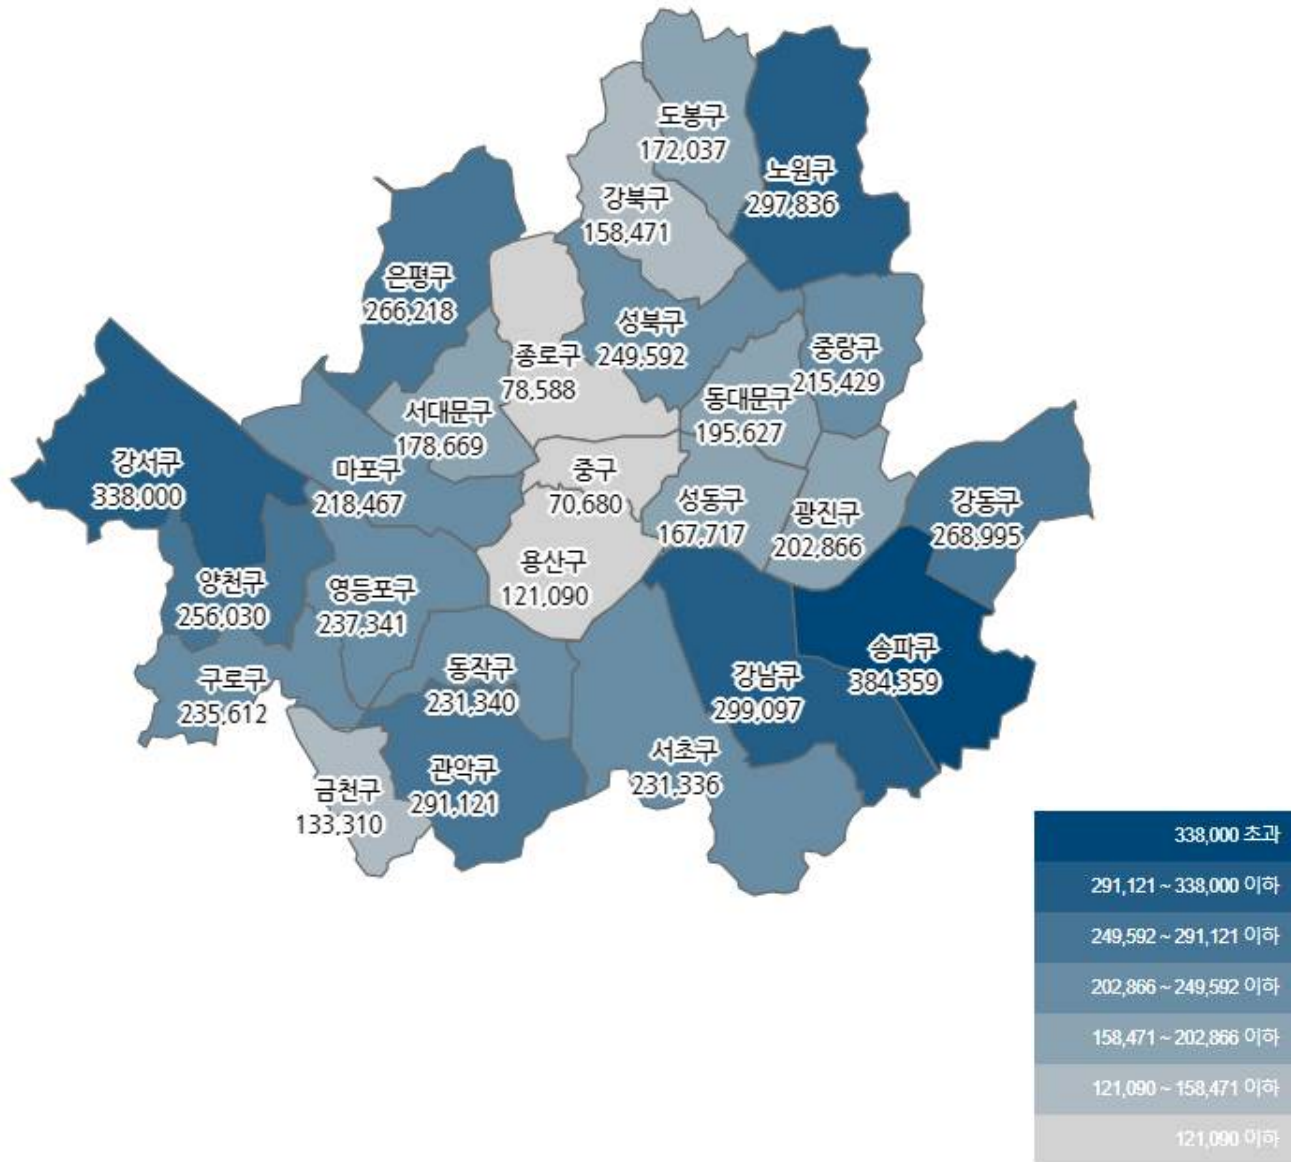 도봉구
172,037
노원구
297,836
강북구
158,471
은평구
266,218
성북구
249,592
종로구
78,588
중랑구
215,429
동대문구
195,627
서대문구
178,669
강서구
338,000
마포구
218,467
중구
70,680
성동구
167,717
광진구
202,866
강동구
268,995
용산구
121,090
양천구
256,030
영등포구
237,341
구로구
235,612
동작구
231,340
강남구
299,097
송파구
384,359
서초구
231,336
관악구
291,121
금천구
133,310
338,000 초과
291,121 ~ 338,000 이하
249,592 ~ 291,121 이하
202,866 ~ 249,592 이하
158,471 ~ 202,866 이하
121,090 ~ 158,471 이하
121,090 이하